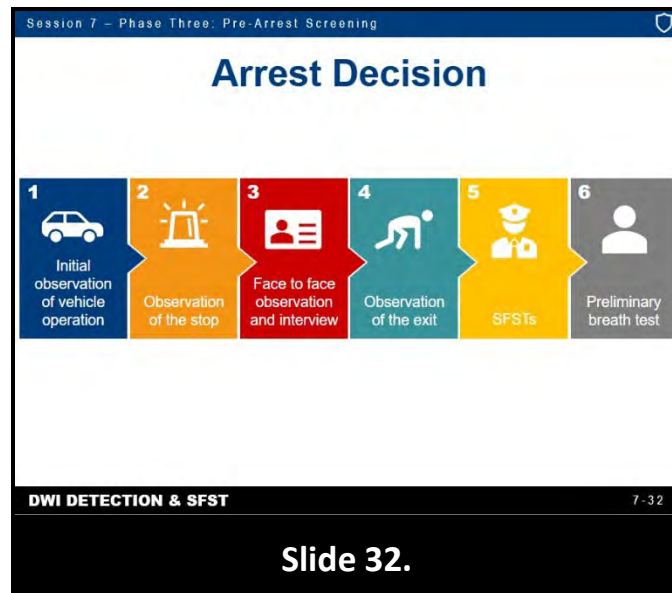 Session 7 – Phase Three: Pre-Arrest Screening
Arrest Decision
1
Initial
observation
of vehicle
operation
2
Observation
of the stop
3
Face to face
observation
and interview
4
Observation
of the exit
5
SFSTs
6
Preliminary
breath test
DWI DETECTION & SFST
7-32
Slide 32.